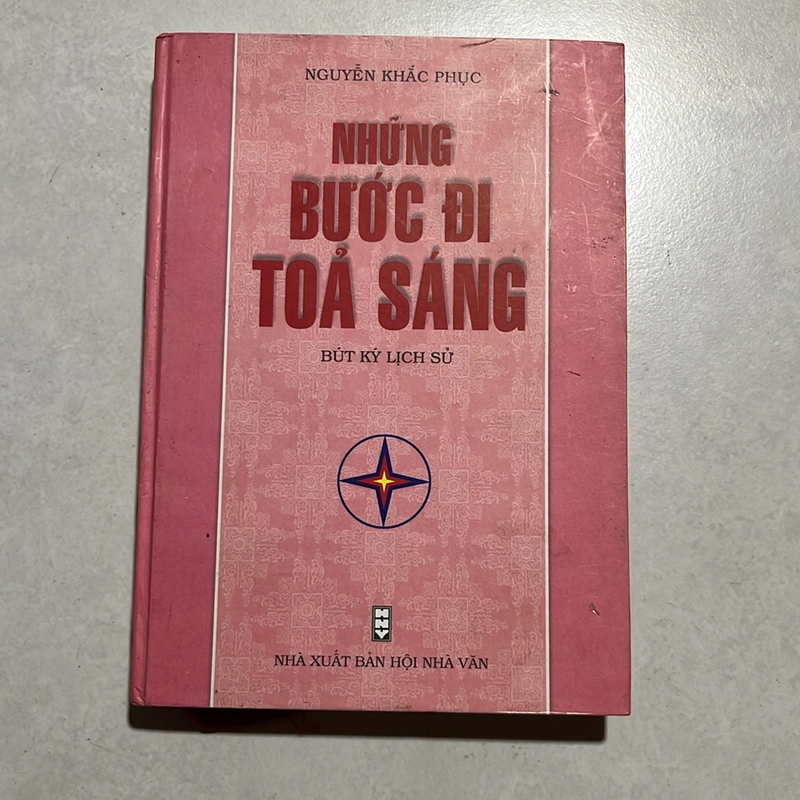 NGUYỄN KHẮC PHỤC
NHỮNG
BƯỚC ĐI
TOẢ SÁNG
BÚT KÝ LỊCH SỬ
HNV
NHÀ XUẤT BẢN HỘI NHÀ VĂN